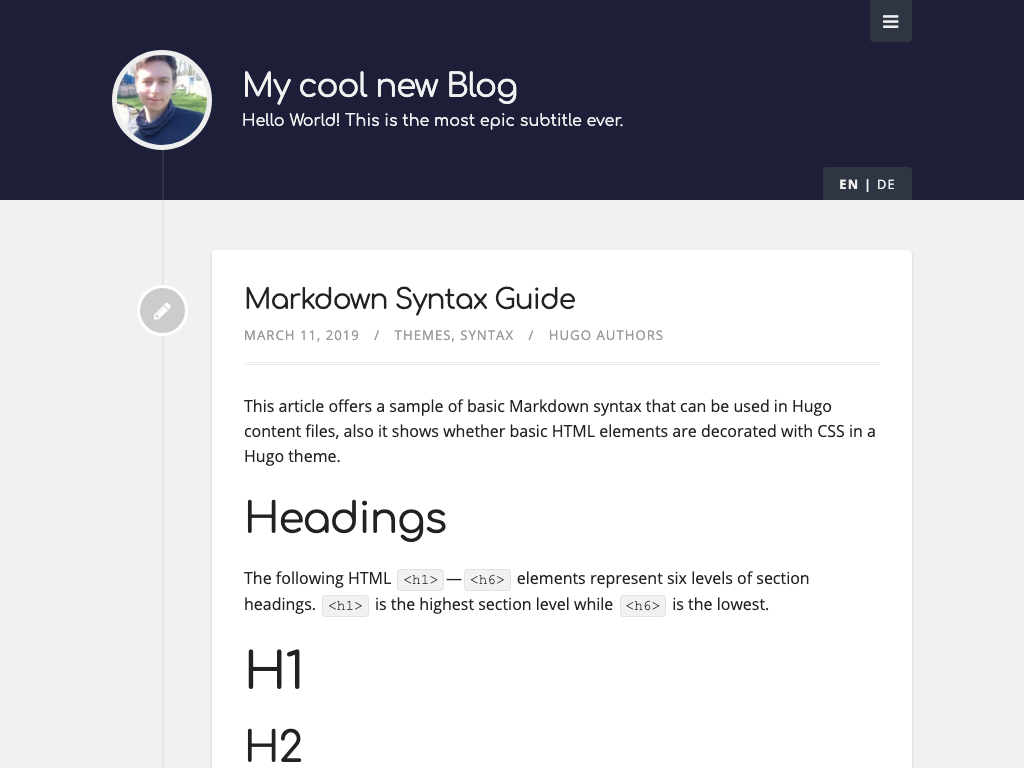 My cool new Blog
Hello World! This is the most epic subtitle ever.
EN | DE
Markdown Syntax Guide
MARCH 11, 2019 / THEMES, SYNTAX / HUGO AUTHORS
This article offers a sample of basic Markdown syntax that can be used in Hugo
content files, also it shows whether basic HTML elements are decorated with CSS in a
Hugo theme.
Headings
The following HTML <h1>—<h6> elements represent six levels of section
headings. <h1> is the highest section level while <h6> is the lowest.
H1
H2